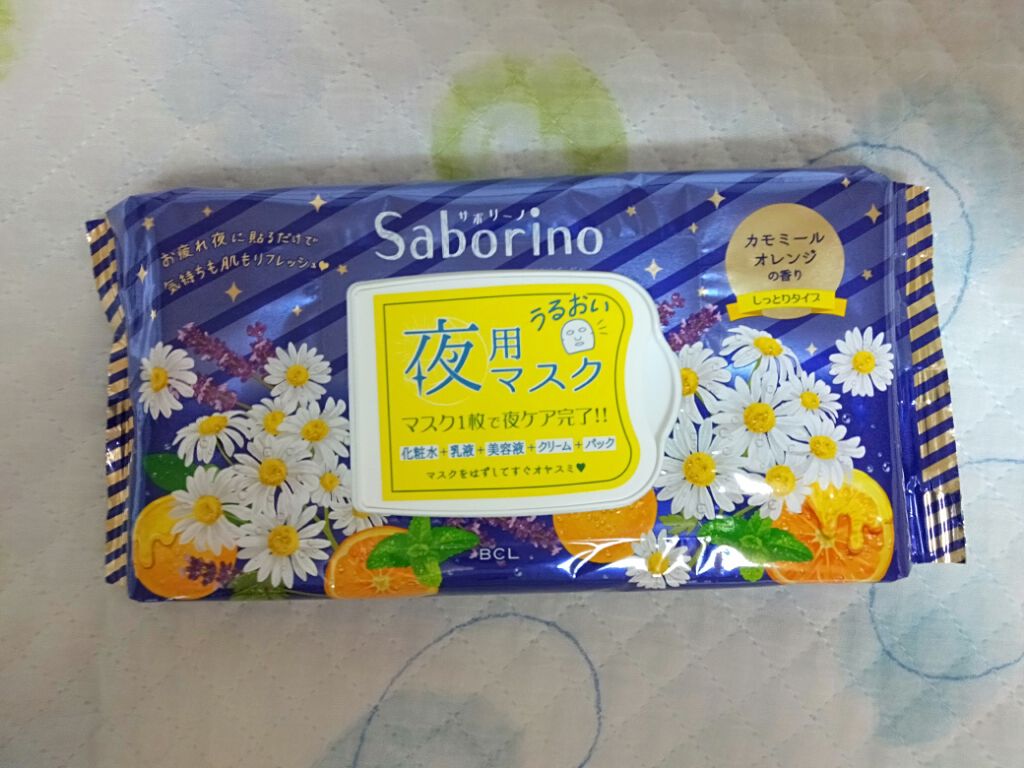 サボリーノ
Saborino
お疲れ夜に貼るだけで
気持ちも肌もリフレッシュ♥
カモミール
オレンジ
の香り
しっとりタイプ
うるおい
夜用
マスク
マスク1枚で夜ケア完了!!
化粧水+乳液+美容液+クリーム+パック
マスクをはずしてすぐオヤスミ♥
BCL